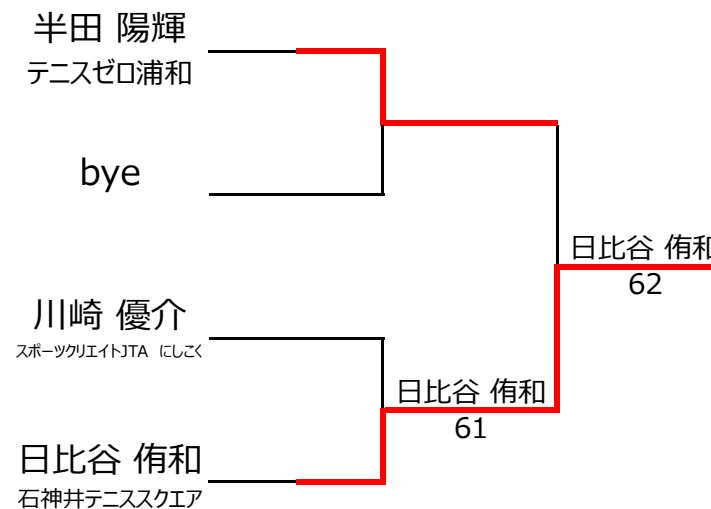 半田 陽輝
テニスゼロ浦和
bye
日比谷 侑和
62
川崎 優介
スポーツクリエイトJTA にしこく
日比谷 侑和
61
日比谷 侑和
石神井テニススクエア